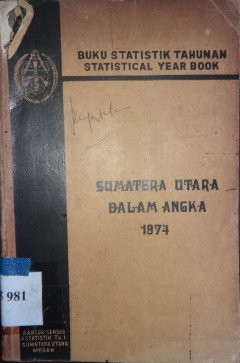 BUKU STATISTIK TAHUNAN
STATISTICAL YEAR BOOK
SUMATERA UTARA
DALAM ANGKA
1974
5 981
KANTOR SENSUS
& STATISTIK TK. I
SUMATERA UTARA
MEDAN